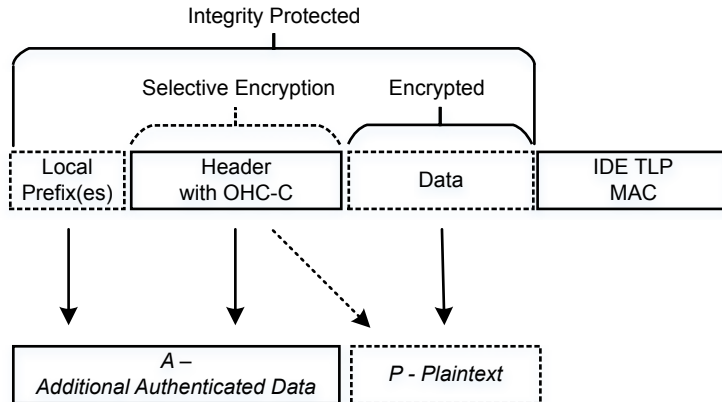 Integrity Protected
Selective Encryption
Encrypted
Local
Prefix(es)
Header
with OHC-C
Data
IDE TLP
MAC
A –
Additional Authenticated Data
P - Plaintext